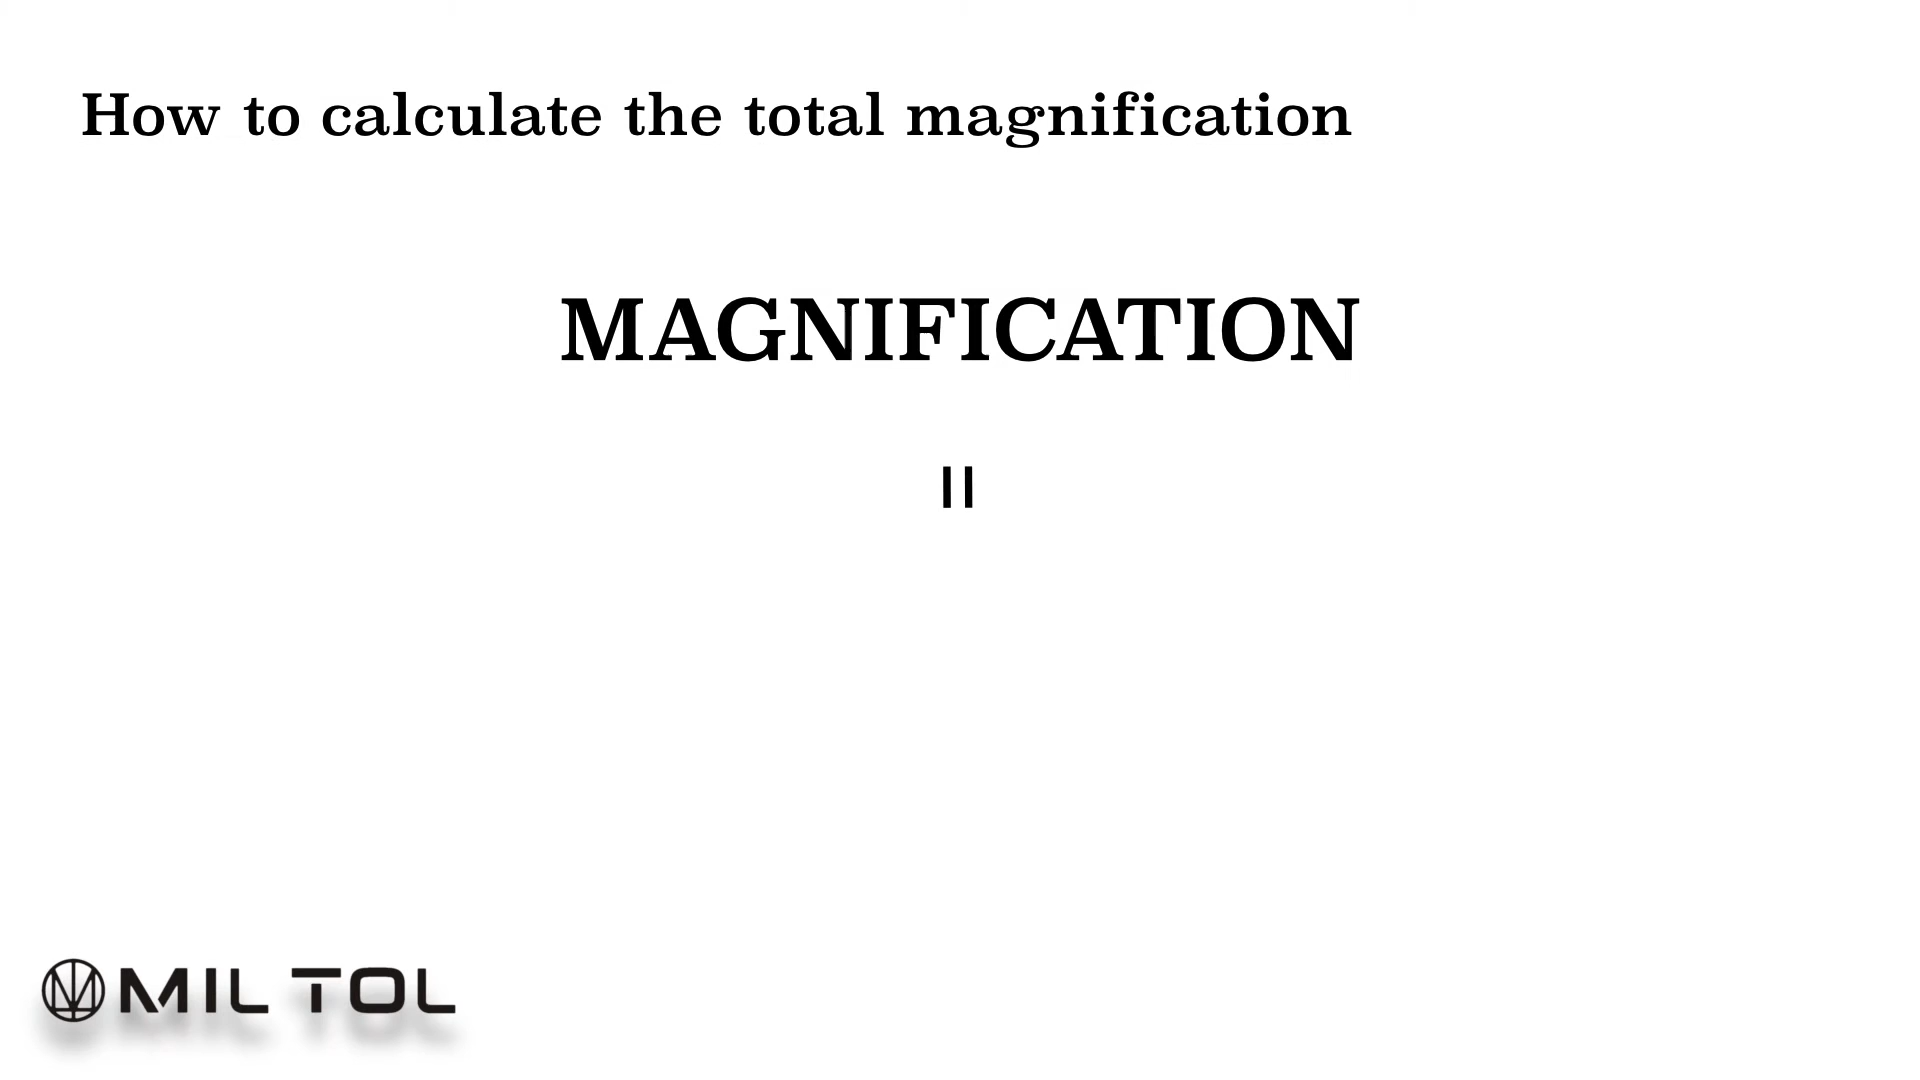 How to calculate the total magnification
MAGNIFICATION
=
MIL TOL